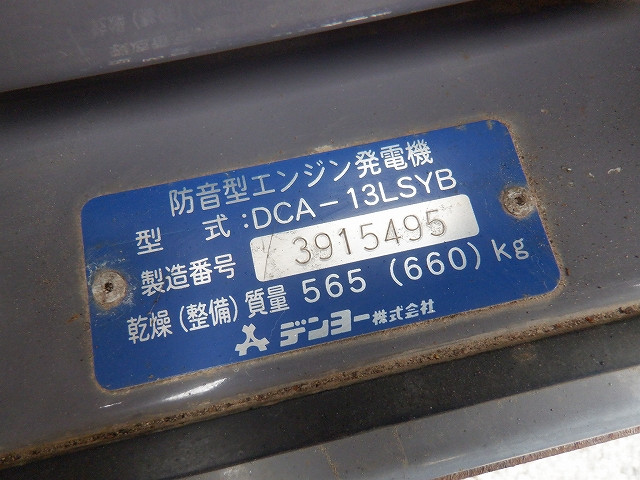 防音型エンジン発電機
型 式:DCA-13LSYB
製造番号 3915495
乾燥(整備)質量 565 (660) kg
デンヨー株式会社